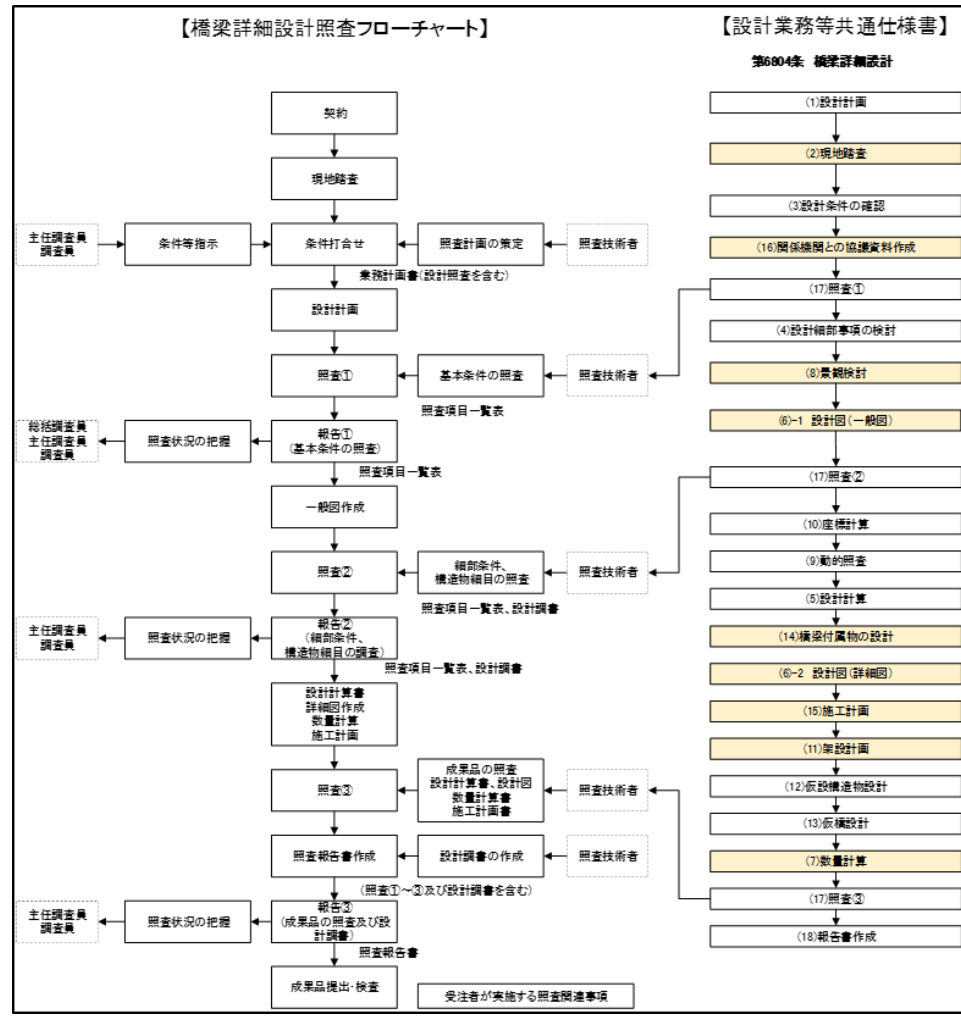 【橋梁詳細設計照査フローチャート】
契約
現地踏査
主任調査員
調査員
条件等指示
条件打合せ
照査計画の策定
照査技術者
業務計画書(設計照査を含む)
設計計画
照査①
基本条件の照査
照査技術者
照査項目一覧表
総括調査員
主任調査員
調査員
照査状況の把握
報告①
(基本条件の照査)
照査項目一覧表
一般図作成
照査②
細部条件、
構造物細目の照査
照査技術者
照査項目一覧表、設計調書
主任調査員
調査員
照査状況の把握
報告②
(細部条件、
構造物細目の調査)
照査項目一覧表、設計調書
設計計算書
詳細図作成
数量計算
施工計画
照査③
成果品の照査
設計計算書、設計図
数量計算書
施工計画書
照査技術者
照査報告書作成
設計調書の作成
照査技術者
(照査①～③及び設計調書を含む)
主任調査員
調査員
照査状況の把握
報告③
(成果品の照査及び設
計調書)
照査報告書
成果品提出・検査
受注者が実施する照査関連事項
【設計業務等共通仕様書】
第6804条 橋梁詳細設計
(1)設計計画
(2)現地踏査
(3)設計条件の確認
(16)関係機関との協議資料作成
(17)照査①
(4)設計細部事項の検討
(8)景観検討
(6)-1 設計図(一般図)
(17)照査②
(10)座標計算
(9)動的照査
(5)設計計算
(14)橋梁付属物の設計
(6)-2 設計図(詳細図)
(15)施工計画
(11)架設計画
(12)仮設構造物設計
(13)仮橋設計
(7)数量計算
(17)照査③
(18)報告書作成